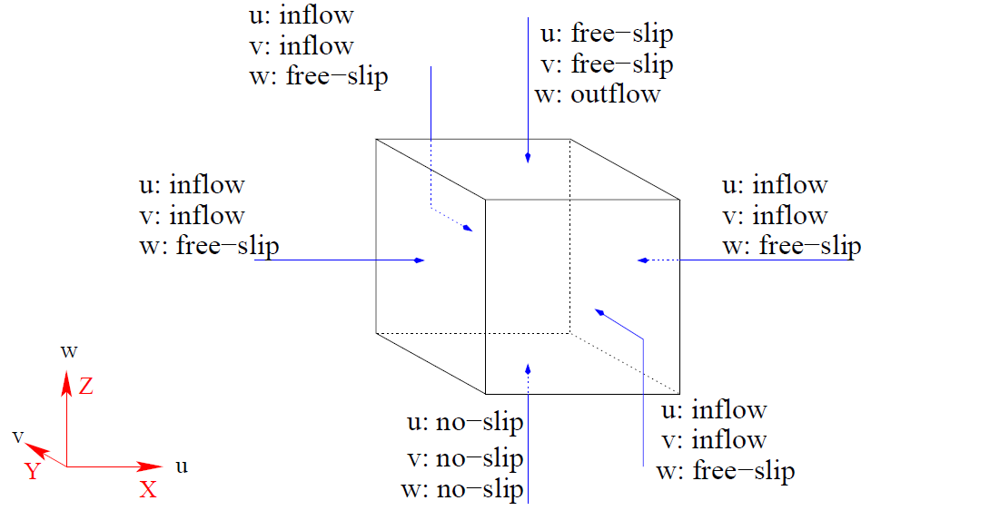 u: inflow
v: inflow
w: free−slip
u: free−slip
v: free−slip
w: outflow
u: inflow
v: inflow
w: free−slip
u: inflow
v: inflow
w: free−slip
w
Z
v
Y
X
u
u: no−slip
v: no−slip
w: no−slip
u: inflow
v: inflow
w: free−slip